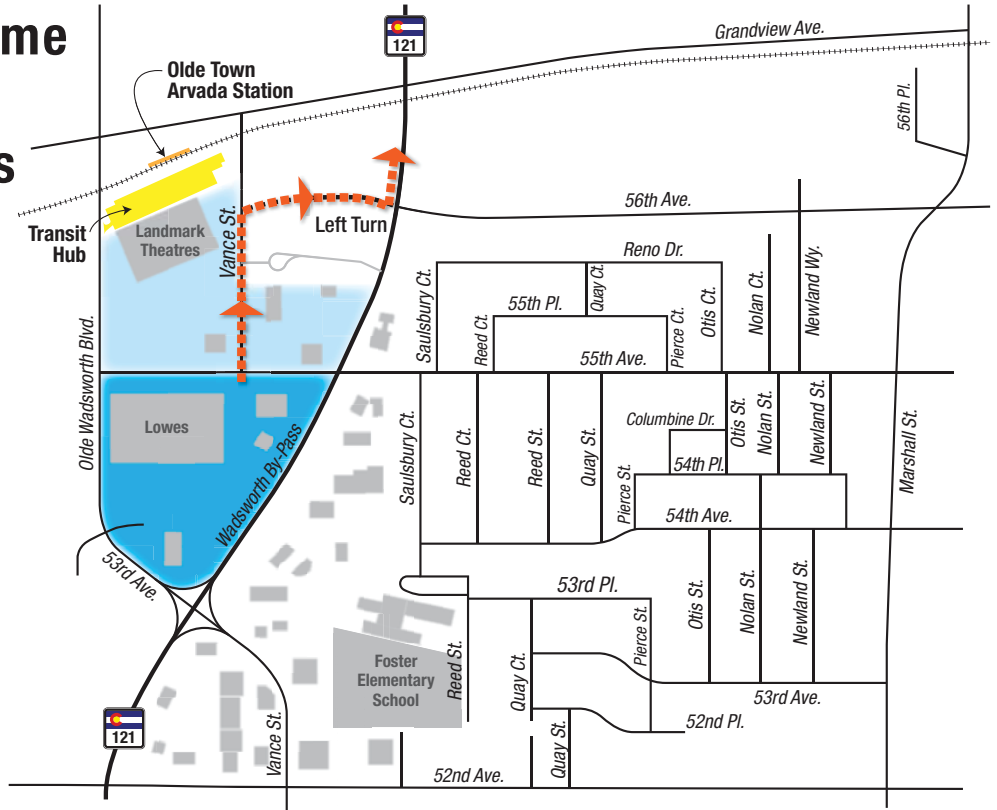 me
s
121
Grandview Ave.
Olde Town
Arvada Station
56th Pl.
Transit
Hub
Landmark
Theatres
Vance St.
Left Turn
56th Ave.
Reno Dr.
Saulsbury Ct.
Reed Ct.
55th Pl.
Quay Ct.
Pierce Ct.
Otis Ct.
Nolan Ct.
Newland Wy.
55th Ave.
Olde Wadsworth Blvd.
Lowes
Wadsworth By-Pass
Saulsbury Ct.
Reed Ct.
Reed St.
Quay St.
Columbine Dr.
Otis St.
Nolan St.
Newland St.
Marshall St.
54th Pl.
Pierce St.
54th Ave.
53rd Ave.
53rd Pl.
Otis St.
Nolan St.
Newland St.
Pierce St.
Foster
Elementary
School
Reed St.
Quay Ct.
53rd Ave.
52nd Pl.
121
Vance St.
Quay St.
52nd Ave.